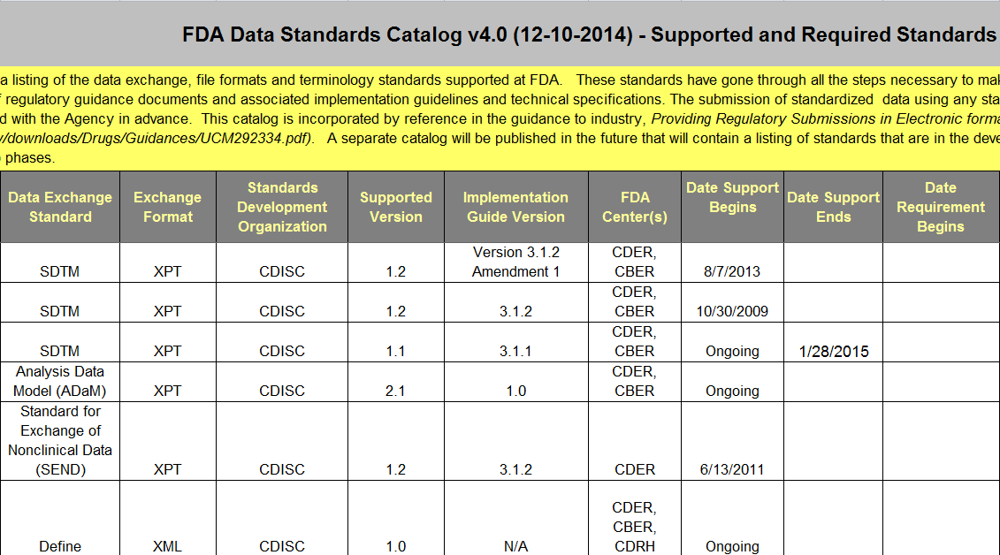 FDA Data Standards Catalog v4.0 (12-10-2014) - Supported and Required Standards
a listing of the data exchange, file formats and terminology standards supported at FDA. These standards have gone through all the steps necessary to
regulatory guidance documents and associated implementation guidelines and technical specifications. The submission of standardized data using any
with the Agency in advance. This catalog is incorporated by reference in the guidance to industry, Providing Regulatory Submissions in Electronic
/downloads/Drugs/Guidances/UCM292334.pdf). A separate catalog will be published in the future that will contain a listing of standards that are in the
phases.
Data Exchange Standard Exchange Format Standards Development Organization Supported Version Implementation Guide Version FDA Center(s) Date Support Begins Date Support Ends Date Requirement Begins
SDTM XPT CDISC 1.2 Version 3.1.2 Amendment 1 CDER, CBER 8/7/2013
SDTM XPT CDISC 1.2 3.1.2 CDER, CBER 10/30/2009
SDTM XPT CDISC 1.1 3.1.1 CDER, CBER Ongoing 1/28/2015
Analysis Data Model (ADaM) XPT CDISC 2.1 1.0 CDER, CBER Ongoing
Standard for Exchange of Nonclinical Data (SEND) XPT CDISC 1.2 3.1.2 CDER 6/13/2011
Define XML CDISC 1.0 N/A CDER, CBER, CDRH Ongoing